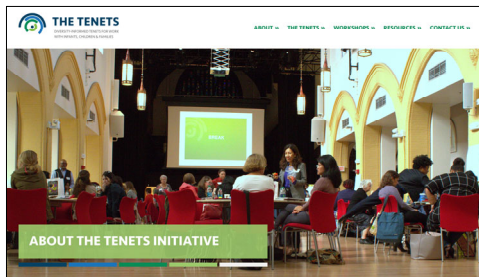 THE TENETS
DIVERSITY-INFORMED TENETS FOR WORK
WITH INFANTS, CHILDREN & FAMILIES
ABOUT »
THE TENETS »
WORKSHOPS »
RESOURCES »
CONTACT US »
ABOUT THE TENETS INITIATIVE